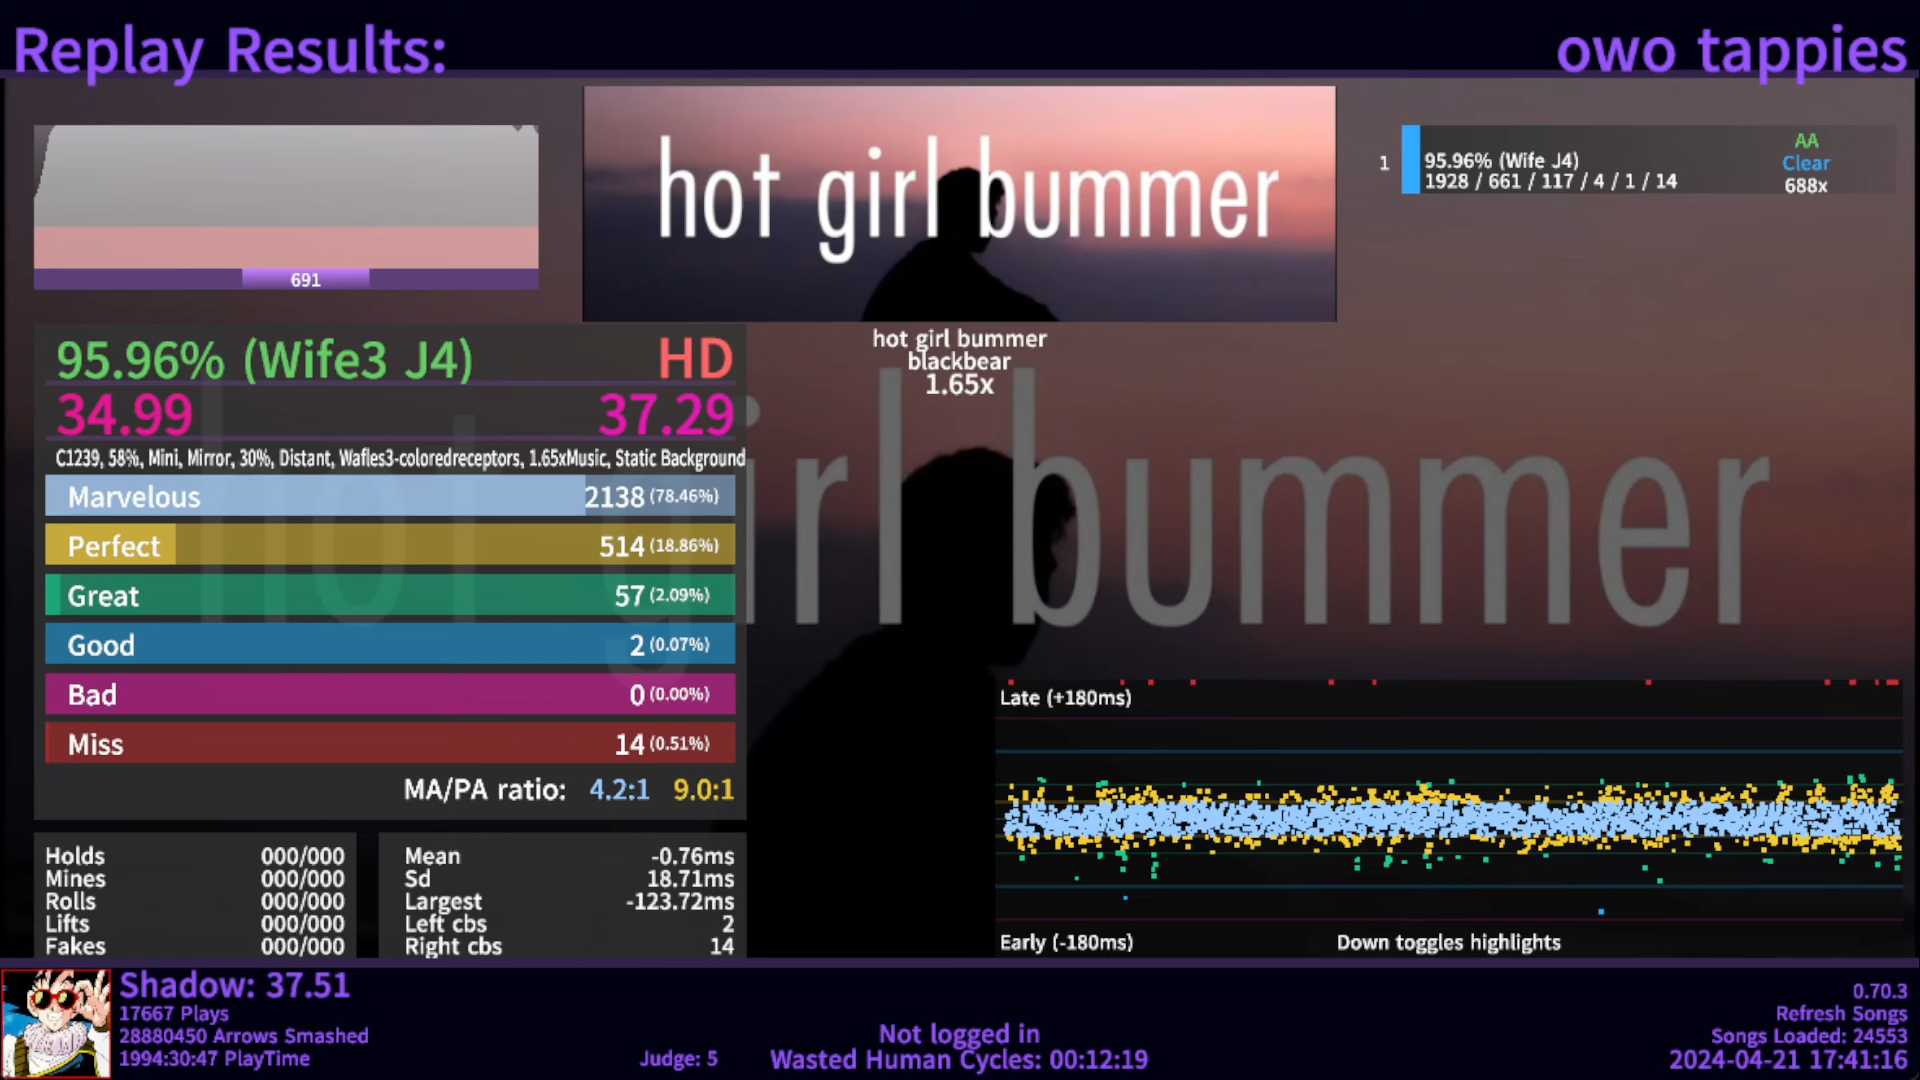 Replay Results:
owo tappies
691
hot girl bummer
1
95.96% (Wife J4)
1928 / 661 / 117 / 4 / 1 / 14
AA
Clear
688x
95.96% (Wife3 J4)
HD
34.99
37.29
C1239, 58%, Mini, Mirror, 30%, Distant, Wafles3-coloredreceptors, 1.65xMusic, Static Background
hot girl bummer
blackbear
1.65x
hot girl bummer
Marvelous 2138 (78.46%)
Perfect 514 (18.86%)
Great 57 (2.09%)
Good 2 (0.07%)
Bad 0 (0.00%)
Miss 14 (0.51%)
MA/PA ratio: 4.2:1 9.0:1
Holds 000/000
Mines 000/000
Rolls 000/000
Lifts 000/000
Fakes 000/000
Mean -0.76ms
Sd 18.71ms
Largest -123.72ms
Left cbs 2
Right cbs 14
Late (+180ms)
Early (-180ms)
Down toggles highlights
Shadow: 37.51
17667 Plays
28880450 Arrows Smashed
1994:30:47 PlayTime
Judge: 5
Not logged in
Wasted Human Cycles: 00:12:19
0.70.3
Refresh Songs
Songs Loaded: 24553
2024-04-21 17:41:16